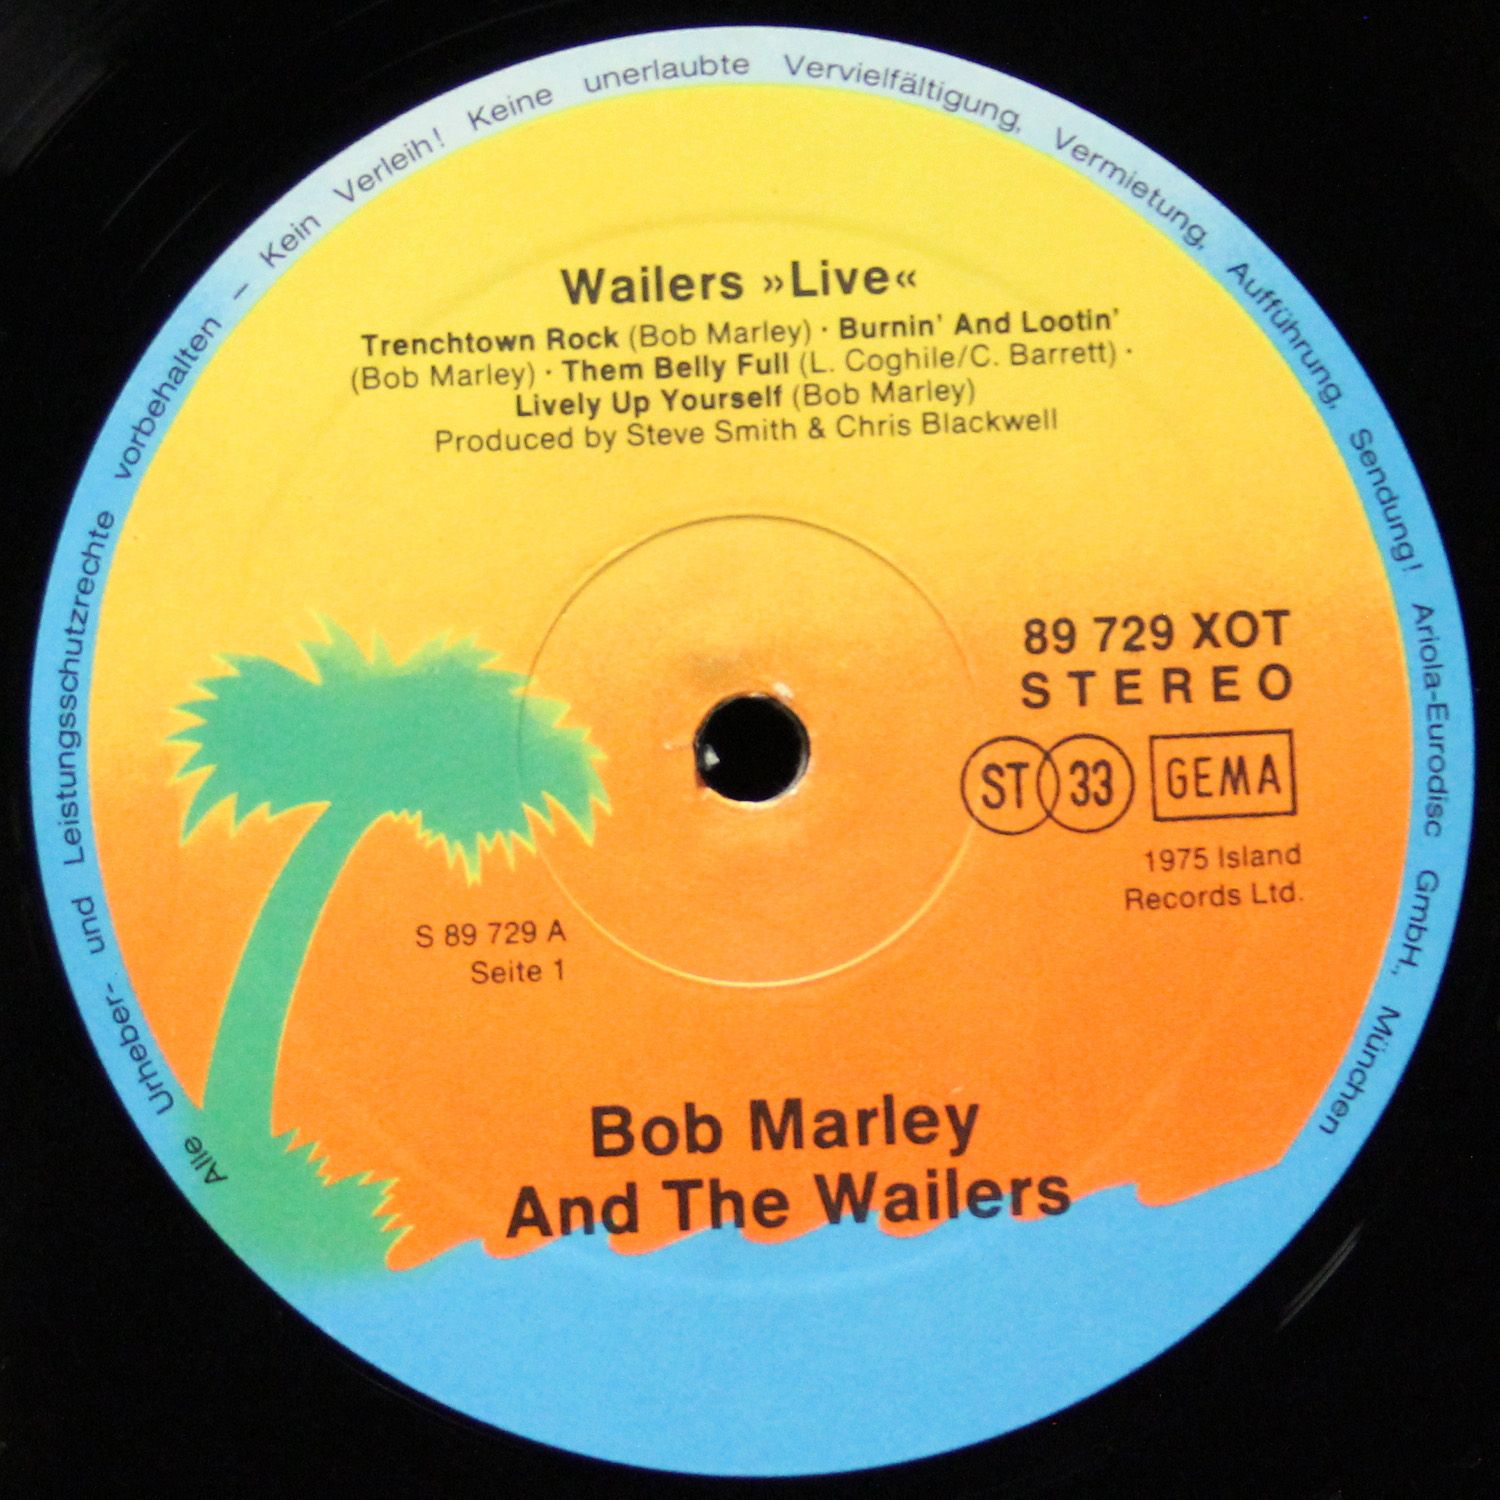 Alle Urheber- und Leistungsschutzrechte vorbehalten – Kein Verleih! Keine unerlaubte Vervielfältigung, Vermietung, Aufführung, Sendung! Ariola-Eurodisc GmbH., München
Wailers »Live«
Trenchtown Rock (Bob Marley) · Burnin' And Lootin'
(Bob Marley) · Them Belly Full (L. Coghile/C. Barrett) ·
Lively Up Yourself (Bob Marley)
Produced by Steve Smith & Chris Blackwell
89 729 XOT
STEREO
ST 33 GEMA
1975 Island
Records Ltd.
S 89 729 A
Seite 1
Bob Marley
And The Wailers